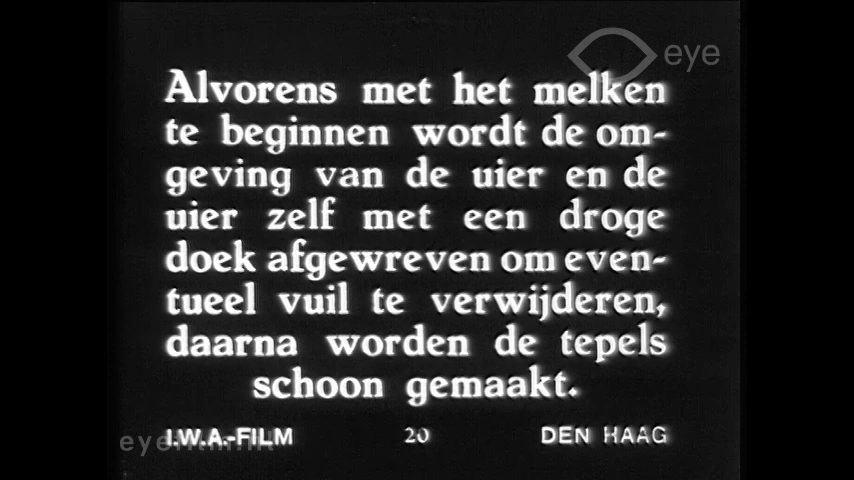 eye
Alvorens met het melken
te beginnen wordt de om-
geving van de uier en de
uier zelf met een droge
doek afgewreven om even-
tueel vuil te verwijderen,
daarna worden de tepels
schoon gemaakt.
I.W.A.-FILM 20 DEN HAAG